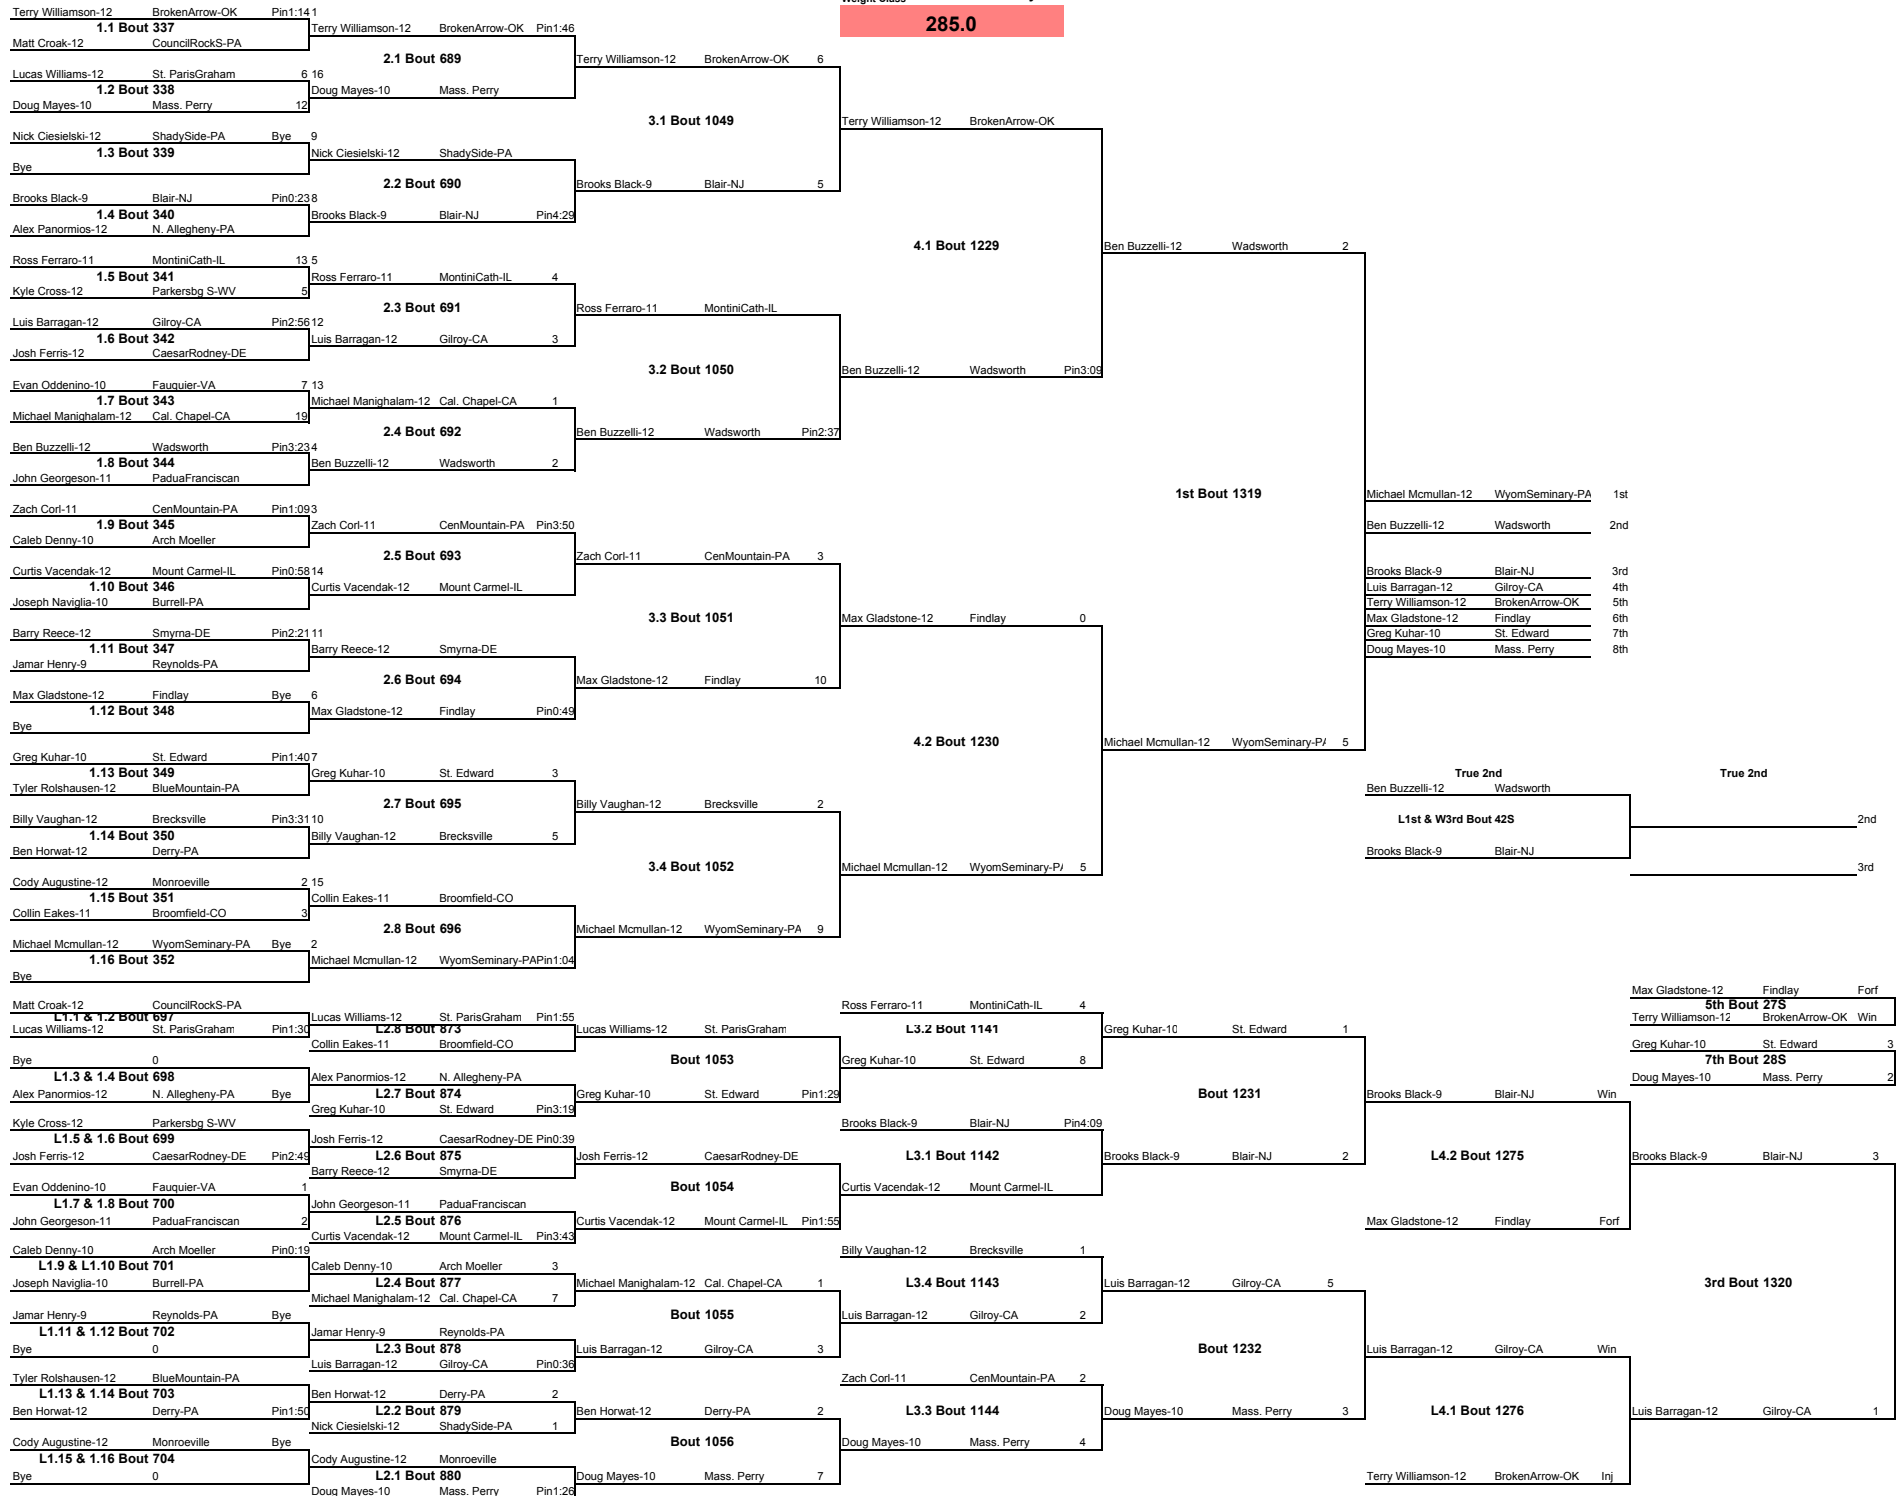 Weight Class
285.0
Terry Williamson-12 BrokenArrow-OK Pin1:14 1
1.1 Bout 337
Matt Croak-12 CouncilRockS-PA
Lucas Williams-12 St. ParisGraham 6 16
1.2 Bout 338
Doug Mayes-10 Mass. Perry 12
Nick Ciesielski-12 ShadySide-PA Bye 9
1.3 Bout 339
Bye
Brooks Black-9 Blair-NJ Pin0:23 8
1.4 Bout 340
Alex Panormios-12 N. Allegheny-PA
Ross Ferraro-11 MontiniCath-IL 13 5
1.5 Bout 341
Kyle Cross-12 Parkersbg S-WV 5
Luis Barragan-12 Gilroy-CA Pin2:56 12
1.6 Bout 342
Josh Ferris-12 CaesarRodney-DE
Evan Oddenino-10 Fauquier-VA 7 13
1.7 Bout 343
Michael Manighalam-12 Cal. Chapel-CA 19
Ben Buzzelli-12 Wadsworth Pin3:23 4
1.8 Bout 344
John Georgeson-11 PaduaFranciscan
Zach Corl-11 CenMountain-PA Pin1:09 3
1.9 Bout 345
Caleb Denny-10 Arch Moeller
Curtis Vacendak-12 Mount Carmel-IL Pin0:58 14
1.10 Bout 346
Joseph Naviglia-10 Burrell-PA
Barry Reece-12 Smyrna-DE Pin2:21 11
1.11 Bout 347
Jamar Henry-9 Reynolds-PA
Max Gladstone-12 Findlay Bye 6
1.12 Bout 348
Bye
Greg Kuhar-10 St. Edward Pin1:40 7
1.13 Bout 349
Tyler Rolshausen-12 BlueMountain-PA
Billy Vaughan-12 Brecksville Pin3:31 10
1.14 Bout 350
Ben Horwat-12 Derry-PA
Cody Augustine-12 Monroeville 2 15
1.15 Bout 351
Collin Eakes-11 Broomfield-CO 3
Michael Mcmullan-12 WyomSeminary-PA Bye 2
1.16 Bout 352
Bye
Terry Williamson-12 BrokenArrow-OK Pin1:46
2.1 Bout 689
Doug Mayes-10 Mass. Perry
Nick Ciesielski-12 ShadySide-PA
2.2 Bout 690
Brooks Black-9 Blair-NJ Pin4:29
Ross Ferraro-11 MontiniCath-IL 4
2.3 Bout 691
Luis Barragan-12 Gilroy-CA 3
Michael Manighalam-12 Cal. Chapel-CA 1
2.4 Bout 692
Ben Buzzelli-12 Wadsworth 2
Zach Corl-11 CenMountain-PA Pin3:50
2.5 Bout 693
Curtis Vacendak-12 Mount Carmel-IL
Barry Reece-12 Smyrna-DE
2.6 Bout 694
Max Gladstone-12 Findlay Pin0:49
Greg Kuhar-10 St. Edward 3
2.7 Bout 695
Billy Vaughan-12 Brecksville 5
Collin Eakes-11 Broomfield-CO
2.8 Bout 696
Michael Mcmullan-12 WyomSeminary-PA Pin1:04
Terry Williamson-12 BrokenArrow-OK 6
3.1 Bout 1049
Brooks Black-9 Blair-NJ 5
Ross Ferraro-11 MontiniCath-IL
3.2 Bout 1050
Ben Buzzelli-12 Wadsworth Pin2:37
Zach Corl-11 CenMountain-PA 3
3.3 Bout 1051
Max Gladstone-12 Findlay 10
Billy Vaughan-12 Brecksville 2
3.4 Bout 1052
Michael Mcmullan-12 WyomSeminary-PA 9
Terry Williamson-12 BrokenArrow-OK
4.1 Bout 1229
Ben Buzzelli-12 Wadsworth Pin3:09
Max Gladstone-12 Findlay 0
4.2 Bout 1230
Michael Mcmullan-12 WyomSeminary-P 5
Ben Buzzelli-12 Wadsworth 2
1st Bout 1319
Michael Mcmullan-12 WyomSeminary-P 5
Michael Mcmullan-12 WyomSeminary-PA 1st
Ben Buzzelli-12 Wadsworth 2nd
Brooks Black-9 Blair-NJ 3rd
Luis Barragan-12 Gilroy-CA 4th
Terry Williamson-12 BrokenArrow-OK 5th
Max Gladstone-12 Findlay 6th
Greg Kuhar-10 St. Edward 7th
Doug Mayes-10 Mass. Perry 8th
True 2nd True 2nd
Ben Buzzelli-12 Wadsworth
L1st & W3rd Bout 42S
2nd
Brooks Black-9 Blair-NJ
3rd
Matt Croak-12 CouncilRockS-PA
L1.1 & 1.2 Bout 697
Lucas Williams-12 St. ParisGraham Pin1:30
Bye 0
L1.3 & 1.4 Bout 698
Alex Panormios-12 N. Allegheny-PA Bye
Kyle Cross-12 Parkersbg S-WV
L1.5 & 1.6 Bout 699
Josh Ferris-12 CaesarRodney-DE Pin2:49
Evan Oddenino-10 Fauquier-VA 1
L1.7 & 1.8 Bout 700
John Georgeson-11 PaduaFranciscan 2
Caleb Denny-10 Arch Moeller Pin0:19
L1.9 & L1.10 Bout 701
Joseph Naviglia-10 Burrell-PA
Jamar Henry-9 Reynolds-PA Bye
L1.11 & 1.12 Bout 702
Bye 0
Tyler Rolshausen-12 BlueMountain-PA
L1.13 & 1.14 Bout 703
Ben Horwat-12 Derry-PA Pin1:50
Cody Augustine-12 Monroeville Bye
L1.15 & 1.16 Bout 704
Bye 0
Lucas Williams-12 St. ParisGraham Pin1:55
L2.8 Bout 873
Collin Eakes-11 Broomfield-CO
Alex Panormios-12 N. Allegheny-PA
L2.7 Bout 874
Greg Kuhar-10 St. Edward Pin3:19
Josh Ferris-12 CaesarRodney-DE Pin0:39
L2.6 Bout 875
Barry Reece-12 Smyrna-DE
John Georgeson-11 PaduaFranciscan
L2.5 Bout 876
Curtis Vacendak-12 Mount Carmel-IL Pin3:43
Caleb Denny-10 Arch Moeller 3
L2.4 Bout 877
Michael Manighalam-12 Cal. Chapel-CA 7
Jamar Henry-9 Reynolds-PA
L2.3 Bout 878
Luis Barragan-12 Gilroy-CA Pin0:36
Ben Horwat-12 Derry-PA 2
L2.2 Bout 879
Nick Ciesielski-12 ShadySide-PA 1
Cody Augustine-12 Monroeville
L2.1 Bout 880
Doug Mayes-10 Mass. Perry Pin1:26
Lucas Williams-12 St. ParisGraham
Bout 1053
Greg Kuhar-10 St. Edward Pin1:29
Josh Ferris-12 CaesarRodney-DE
Bout 1054
Curtis Vacendak-12 Mount Carmel-IL Pin1:55
Michael Manighalam-12 Cal. Chapel-CA 1
Bout 1055
Luis Barragan-12 Gilroy-CA 3
Ben Horwat-12 Derry-PA 2
Bout 1056
Doug Mayes-10 Mass. Perry 7
Ross Ferraro-11 MontiniCath-IL 4
L3.2 Bout 1141
Greg Kuhar-10 St. Edward 8
Brooks Black-9 Blair-NJ Pin4:09
L3.1 Bout 1142
Curtis Vacendak-12 Mount Carmel-IL
Billy Vaughan-12 Brecksville 1
L3.4 Bout 1143
Luis Barragan-12 Gilroy-CA 2
Zach Corl-11 CenMountain-PA 2
L3.3 Bout 1144
Doug Mayes-10 Mass. Perry 4
Greg Kuhar-10 St. Edward 1
Bout 1231
Brooks Black-9 Blair-NJ 2
Luis Barragan-12 Gilroy-CA 5
Bout 1232
Doug Mayes-10 Mass. Perry 3
Brooks Black-9 Blair-NJ Win
L4.2 Bout 1275
Max Gladstone-12 Findlay Forf
Luis Barragan-12 Gilroy-CA Win
L4.1 Bout 1276
Terry Williamson-12 BrokenArrow-OK Inj
Max Gladstone-12 Findlay Forf
5th Bout 27S
Terry Williamson-12 BrokenArrow-OK Win
Greg Kuhar-10 St. Edward 3
7th Bout 28S
Doug Mayes-10 Mass. Perry 2
Brooks Black-9 Blair-NJ 3
3rd Bout 1320
Luis Barragan-12 Gilroy-CA 1